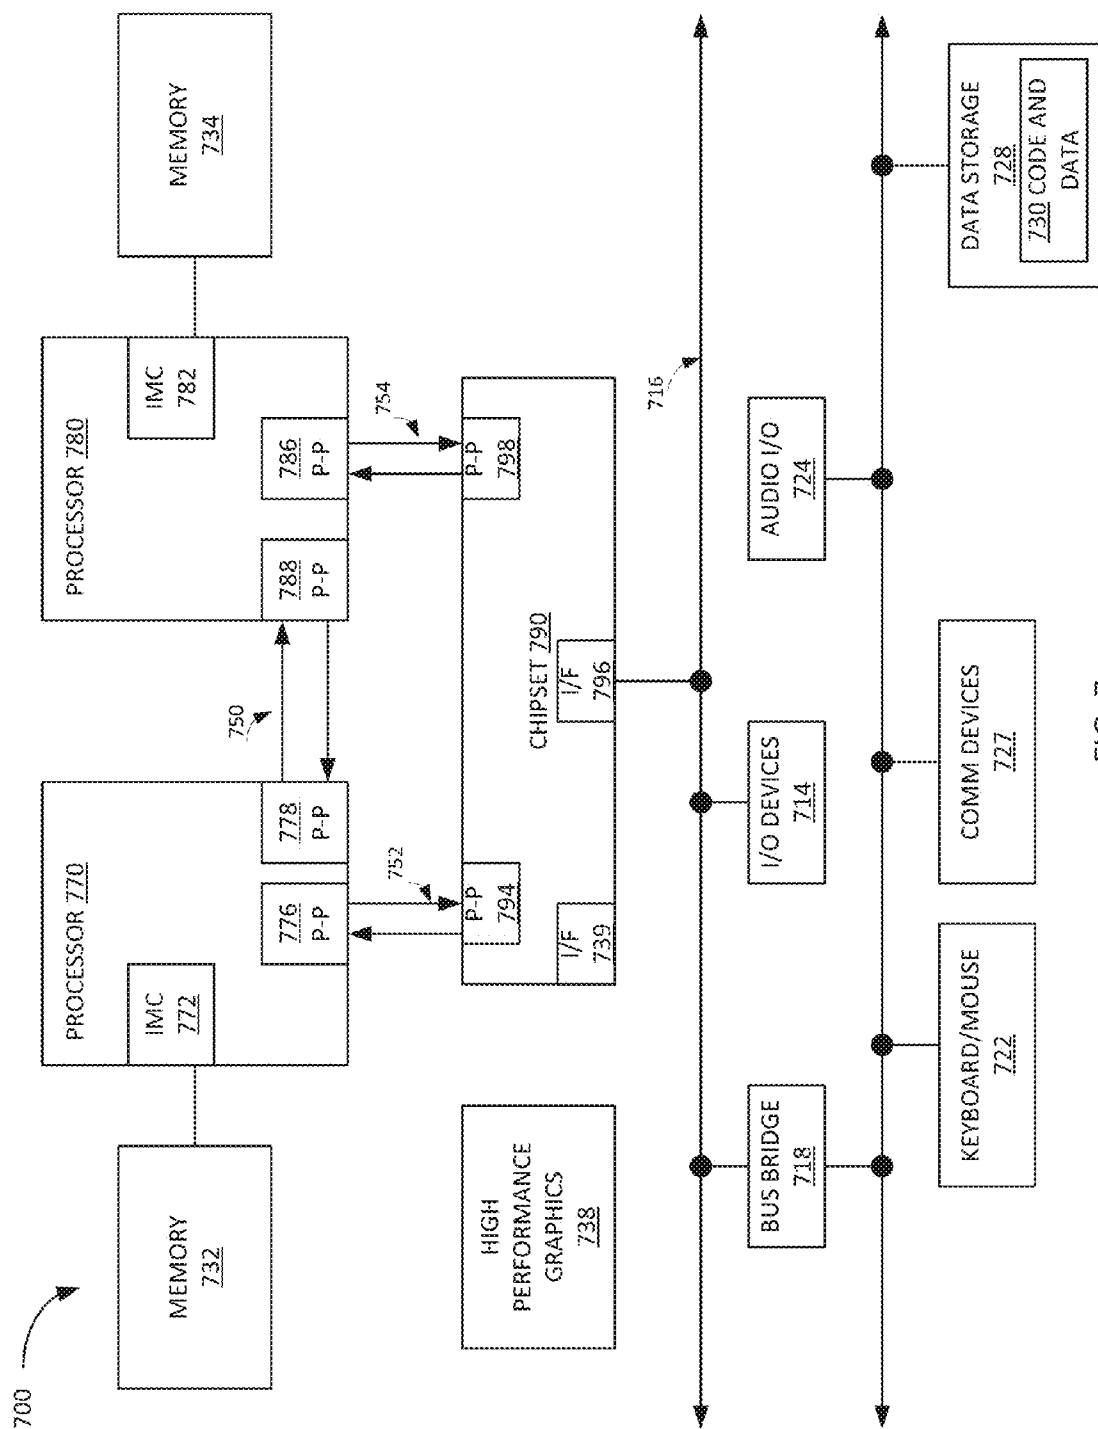 700
MEMORY
732
PROCESSOR 770
IMC
772
776
P-P
778
P-P
750
PROCESSOR 780
IMC
782
788
P-P
786
P-P
MEMORY
734
752
754
HIGH
PERFORMANCE
GRAPHICS
738
P-P
794
P-P
798
CHIPSET 790
I/F
739
I/F
796
716
BUS BRIDGE
718
I/O DEVICES
714
AUDIO I/O
724
KEYBOARD/MOUSE
722
COMM DEVICES
727
DATA STORAGE
728
730 CODE AND
DATA